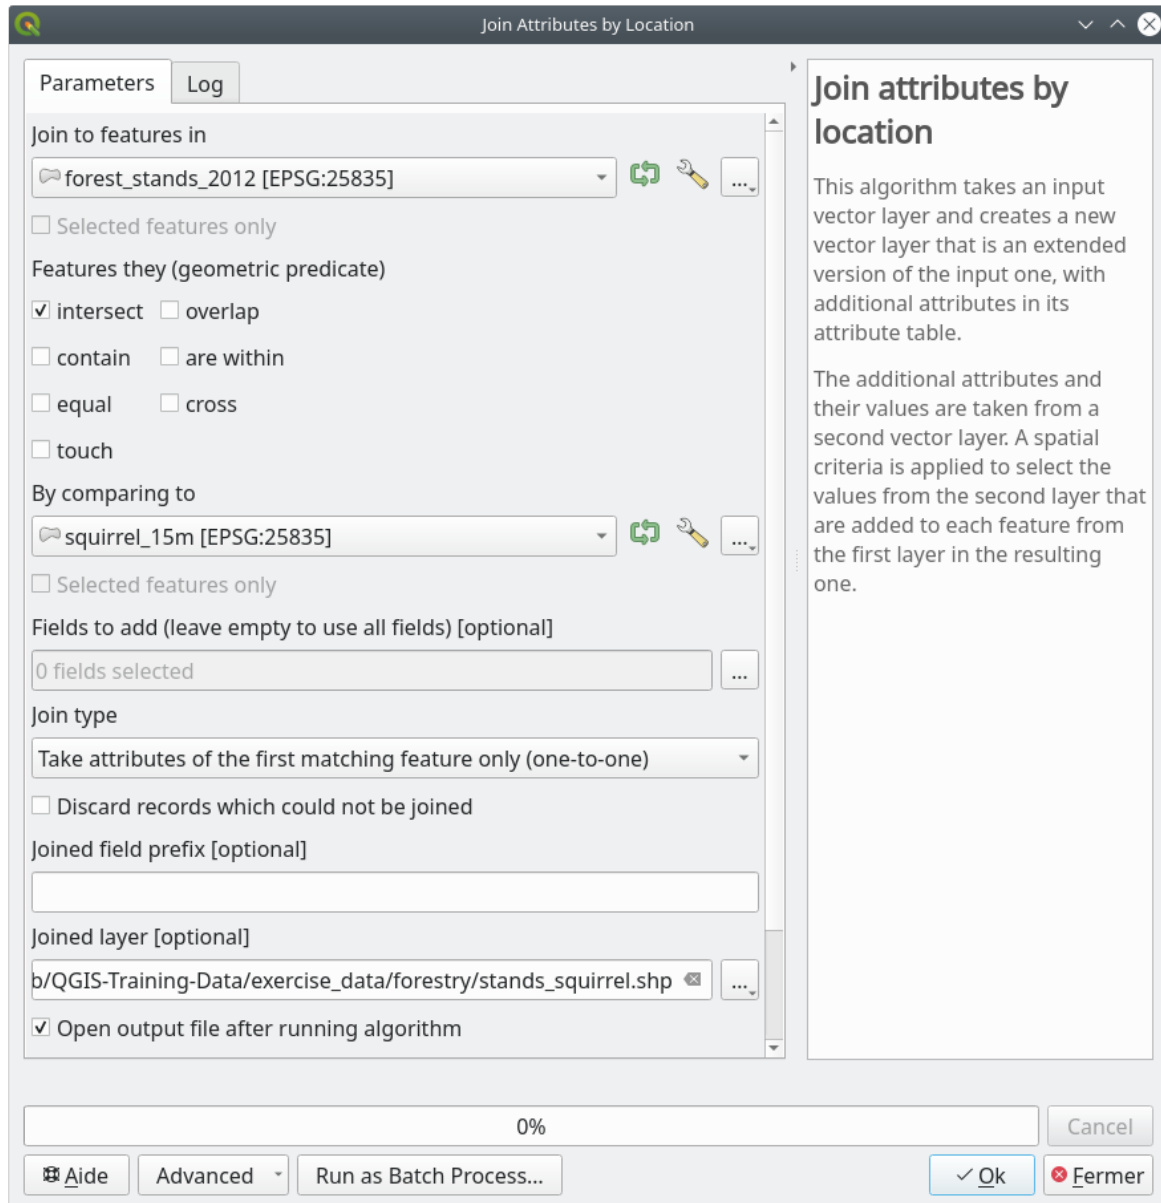 Join Attributes by Location
Parameters
Log
Join to features in
forest_stands_2012 [EPSG:25835]
...
Selected features only
Features they (geometric predicate)
intersect
overlap
contain
are within
equal
cross
touch
By comparing to
squirrel_15m [EPSG:25835]
...
Selected features only
Fields to add (leave empty to use all fields) [optional]
0 fields selected
...
Join type
Take attributes of the first matching feature only (one-to-one)
Discard records which could not be joined
Joined field prefix [optional]
Joined layer [optional]
b/QGIS-Training-Data/exercise_data/forestry/stands_squirrel.shp
...
Open output file after running algorithm
Join attributes by
location
This algorithm takes an input
vector layer and creates a new
vector layer that is an extended
version of the input one, with
additional attributes in its
attribute table.
The additional attributes and
their values are taken from a
second vector layer. A spatial
criteria is applied to select the
values from the second layer that
are added to each feature from
the first layer in the resulting
one.
0%
Cancel
Aide
Advanced
Run as Batch Process...
Ok
Fermer